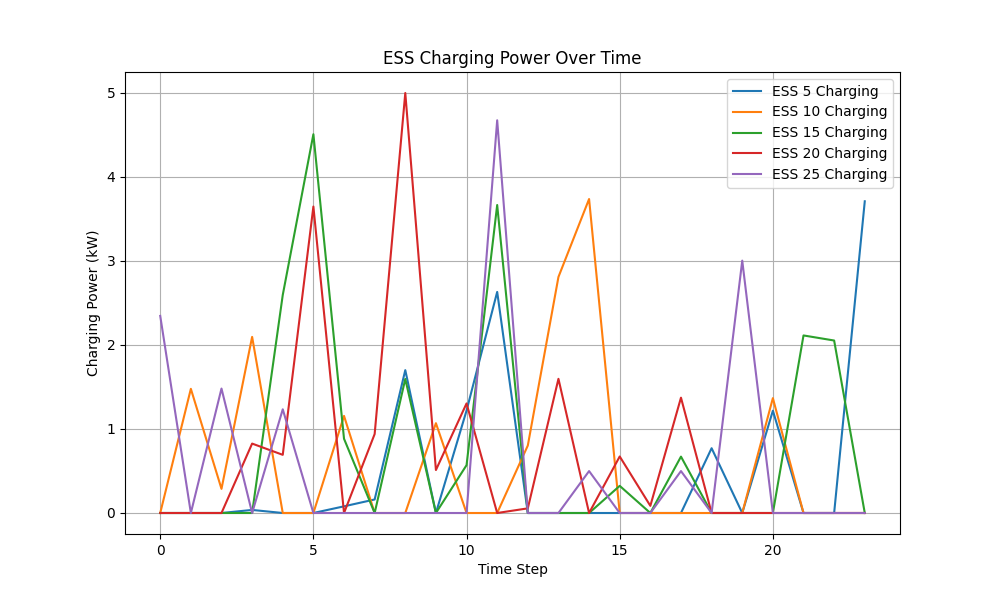 ESS Charging Power Over Time
ESS 5 Charging
ESS 10 Charging
ESS 15 Charging
ESS 20 Charging
ESS 25 Charging
Charging Power (kW)
5
4
3
2
1
0
0 5 10 15 20
Time Step